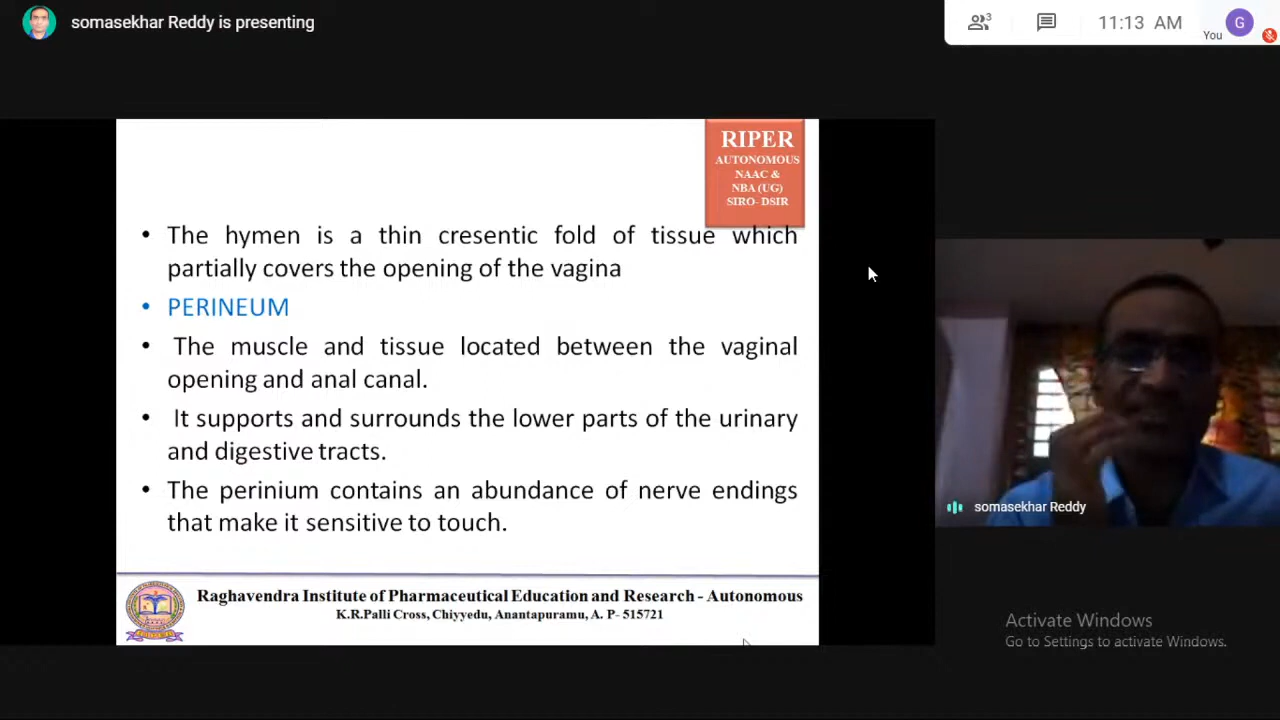 somasekhar Reddy is presenting
3
11:13 AM
You
G
RIPER
AUTONOMOUS
NAAC &
NBA (UG)
SIRO- DSIR
• The hymen is a thin cresentic fold of tissue which
partially covers the opening of the vagina
• PERINEUM
• The muscle and tissue located between the vaginal
opening and anal canal.
• It supports and surrounds the lower parts of the urinary
and digestive tracts.
• The perinium contains an abundance of nerve endings
that make it sensitive to touch.
somasekhar Reddy
Raghavendra Institute of Pharmaceutical Education and Research - Autonomous
K.R.Palli Cross, Chiyyedu, Anantapuramu, A. P- 515721
Activate Windows
Go to Settings to activate Windows.